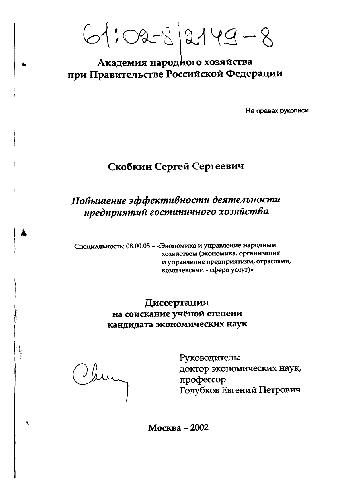 61:02-8/2149-8
Академия народного хозяйства
при Правительстве Российской Федерации
На правах рукописи
Скобкин Сергей Сергеевич
Повышение эффективности деятельности
предприятий гостиничного хозяйства
Специальность: 08.00.05 – «Экономика и управление народным
хозяйством (экономика, организация
и управление предприятиями, отраслями,
комплексами - сфера услуг)»
Диссертация
на соискание учёной степени
кандидата экономических наук
Руководитель:
доктор экономических наук,
профессор
Голубков Евгений Петрович
Москва – 2002